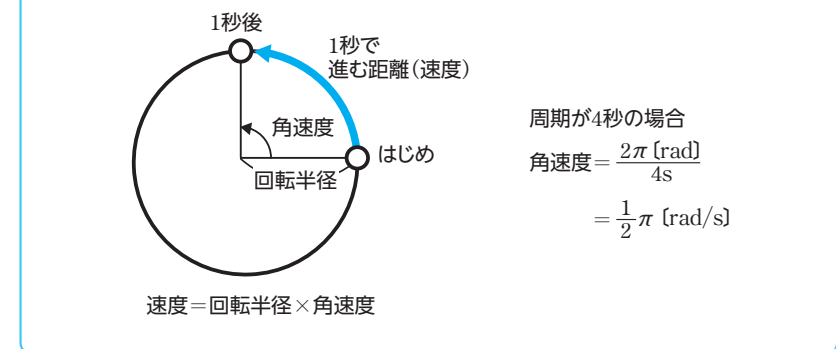 1秒後
1秒で
進む距離(速度)
角速度
はじめ
回転半径
速度=回転半径×角速度
周期が4秒の場合
角速度= 2π〔rad〕/4s
= 1/2 π〔rad/s〕